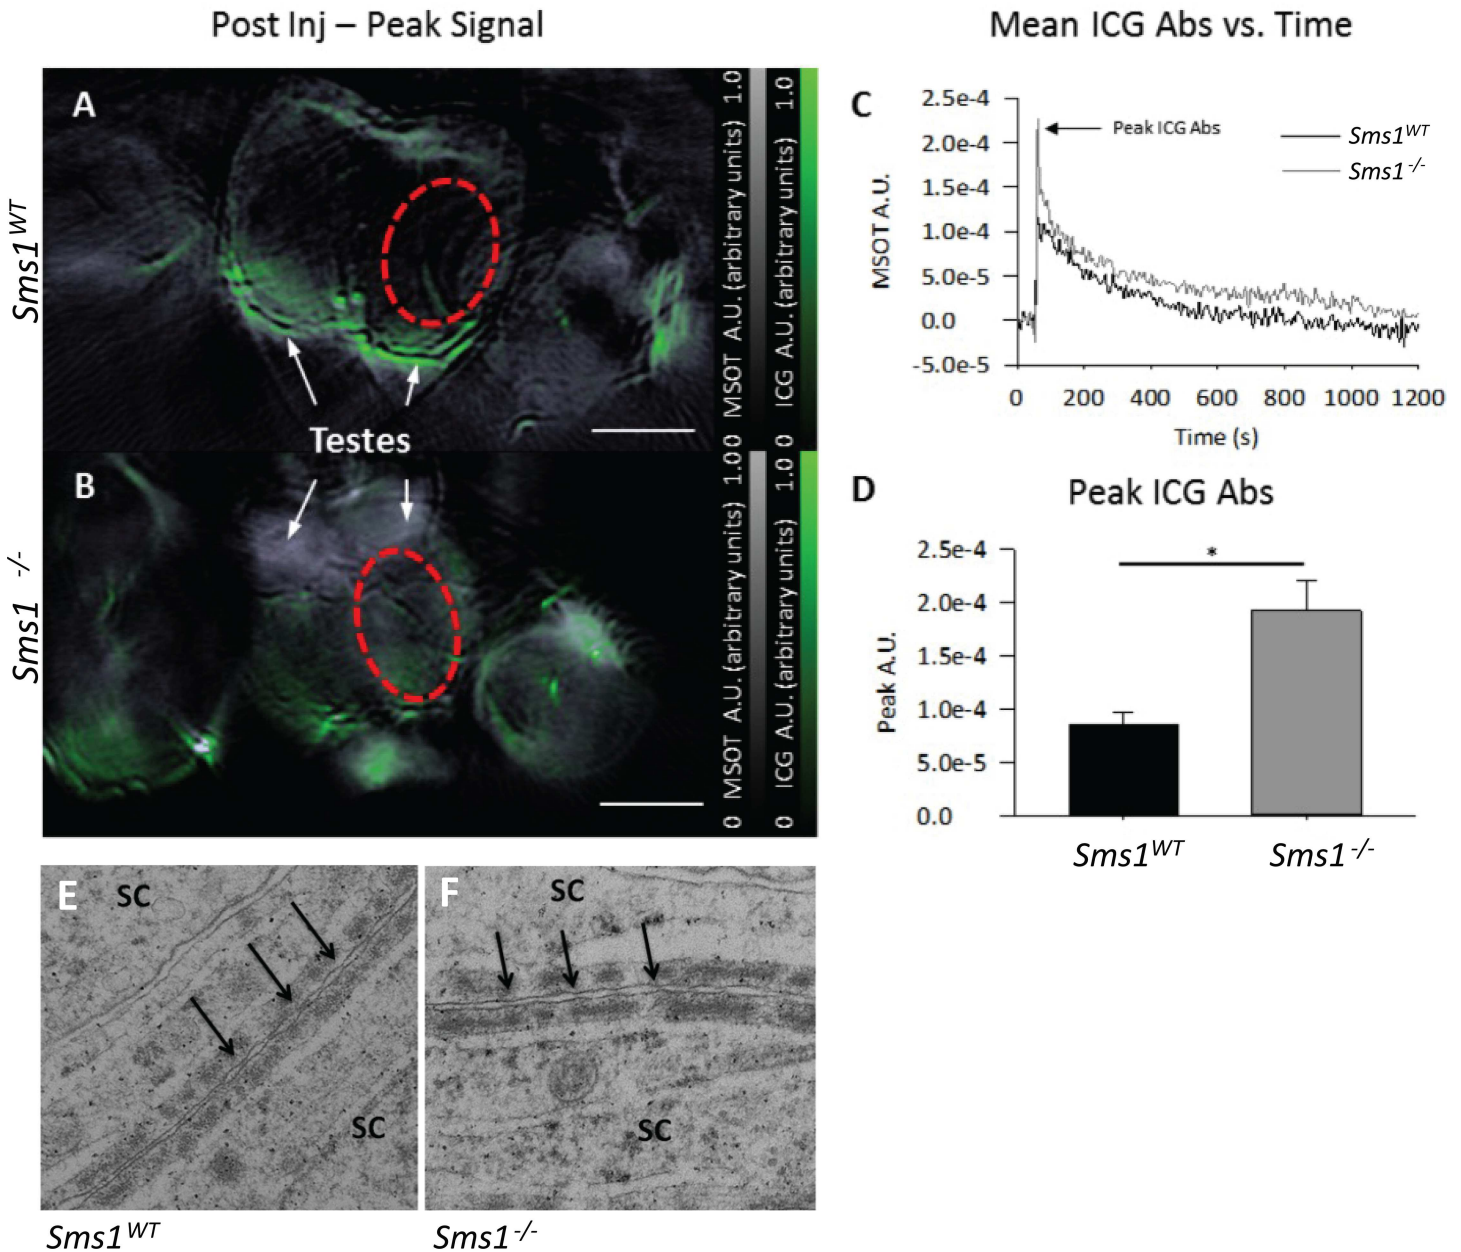 Post Inj – Peak Signal
Mean ICG Abs vs. Time
A
Sms1WT
MSOT A.U. (arbitrary units) 1.0
0
ICG A.U. (arbitrary units) 1.0
0
Testes
B
Sms1 -/-
0 MSOT A.U. (arbitrary units) 1.0
0 ICG A.U. (arbitrary units) 1.0
C
2.5e-4
2.0e-4
1.5e-4
1.0e-4
5.0e-5
0.0
-5.0e-5
MSOT A.U.
Peak ICG Abs
Sms1WT
Sms1-/-
0 200 400 600 800 1000 1200
Time (s)
D
Peak ICG Abs
2.5e-4
2.0e-4
1.5e-4
1.0e-4
5.0e-5
0.0
Peak A.U.
*
Sms1WT Sms1-/-
E
SC
SC
Sms1WT
F
SC
SC
Sms1-/-